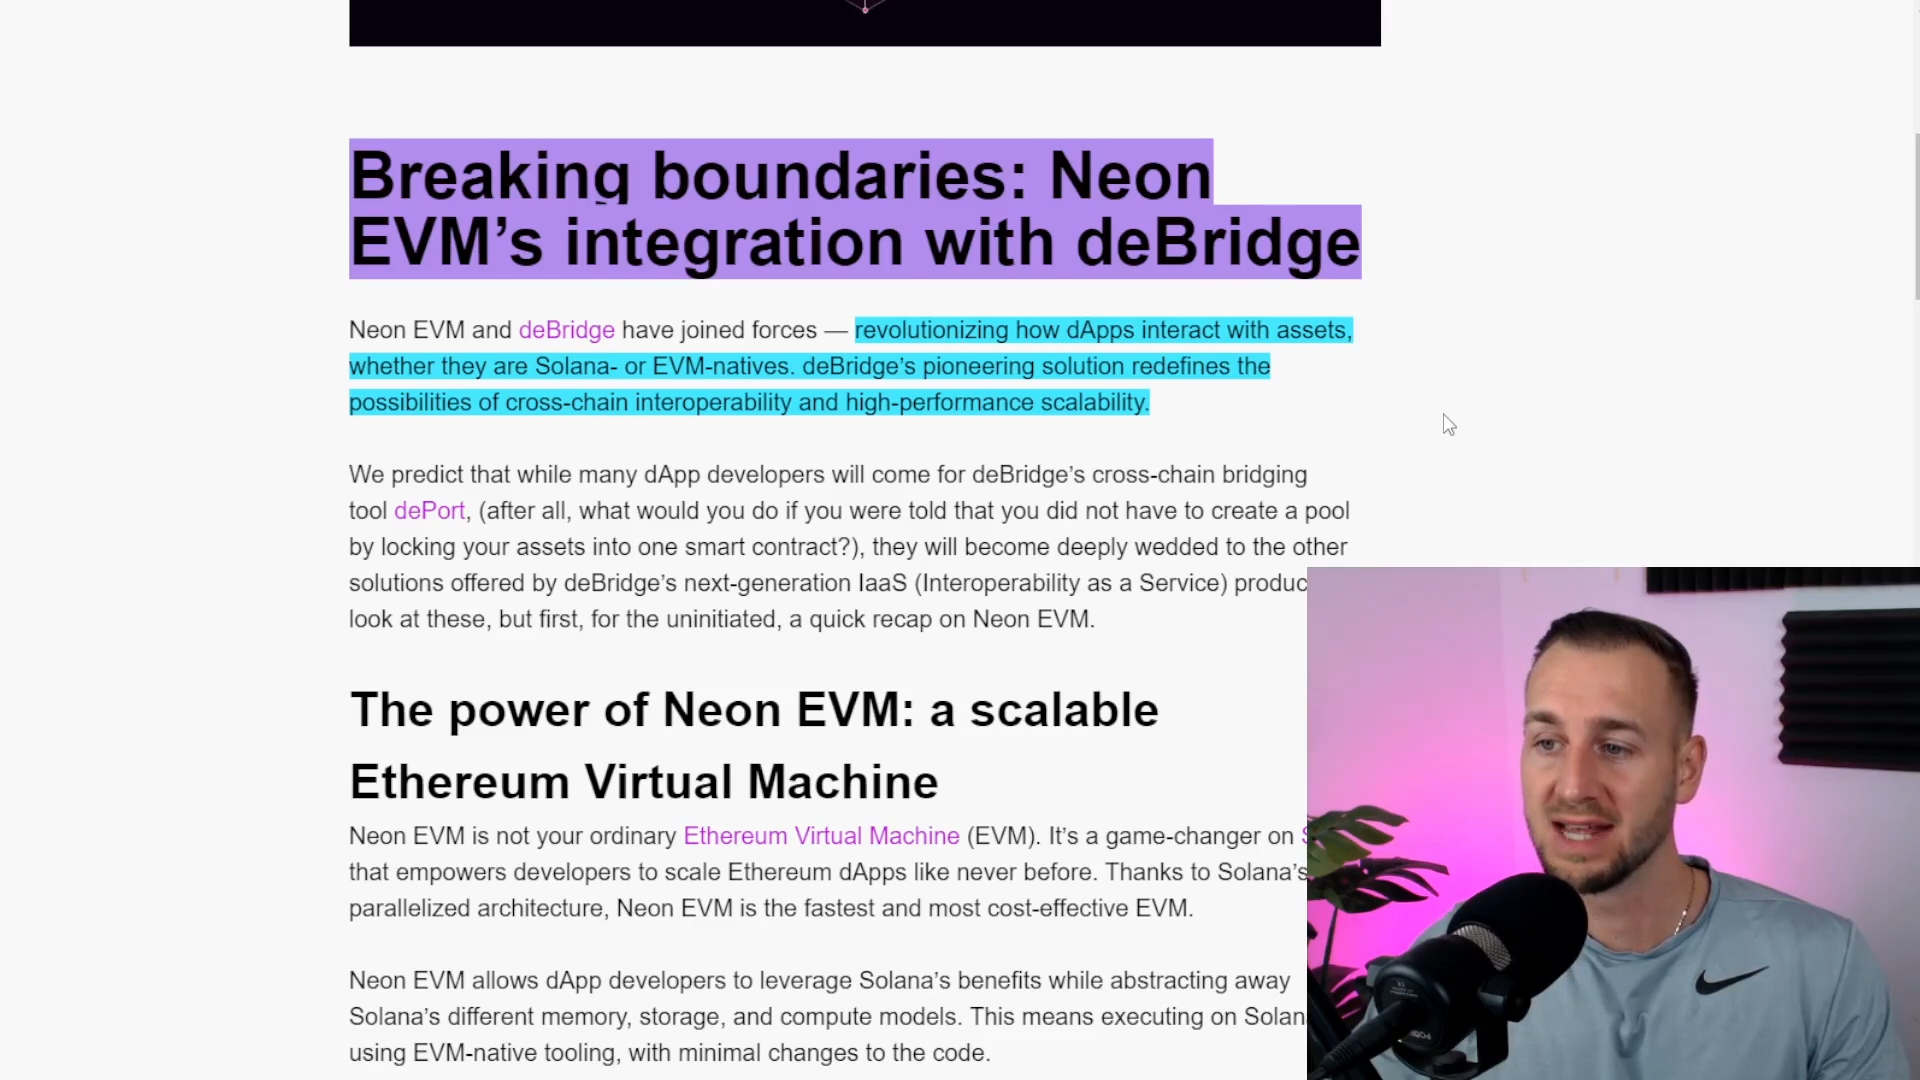 Breaking boundaries: Neon
EVM’s integration with deBridge
Neon EVM and deBridge have joined forces — revolutionizing how dApps interact with assets,
whether they are Solana- or EVM-natives. deBridge’s pioneering solution redefines the
possibilities of cross-chain interoperability and high-performance scalability.
We predict that while many dApp developers will come for deBridge’s cross-chain bridging
tool dePort, (after all, what would you do if you were told that you did not have to create a pool
by locking your assets into one smart contract?), they will become deeply wedded to the other
solutions offered by deBridge’s next-generation IaaS (Interoperability as a Service) produc
look at these, but first, for the uninitiated, a quick recap on Neon EVM.
The power of Neon EVM: a scalable
Ethereum Virtual Machine
Neon EVM is not your ordinary Ethereum Virtual Machine (EVM). It’s a game-changer on
that empowers developers to scale Ethereum dApps like never before. Thanks to Solana’s
parallelized architecture, Neon EVM is the fastest and most cost-effective EVM.
Neon EVM allows dApp developers to leverage Solana’s benefits while abstracting away
Solana’s different memory, storage, and compute models. This means executing on Solan
using EVM-native tooling, with minimal changes to the code.